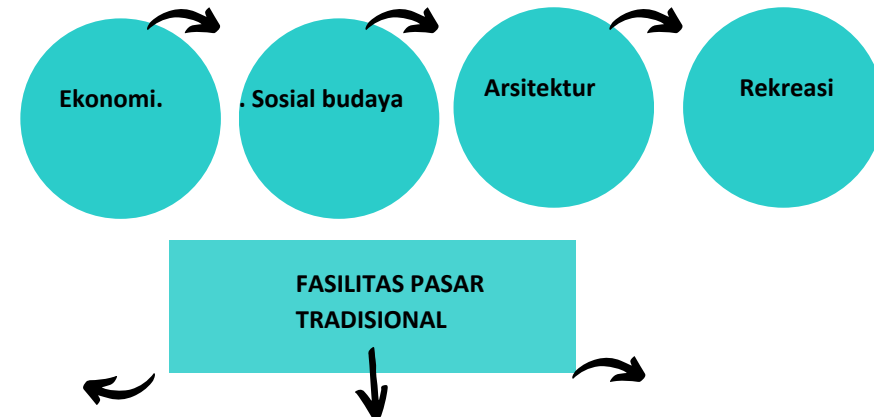 Ekonomi.
. Sosial budaya
Arsitektur
Rekreasi
FASILITAS PASAR
TRADISIONAL